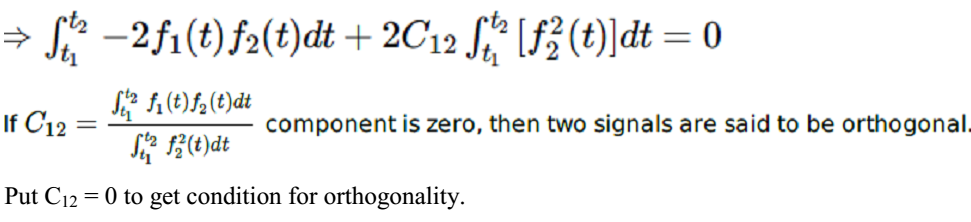 ⇒ ∫_{t₁}^{t₂} −2f₁(t)f₂(t)dt + 2C₁₂ ∫_{t₁}^{t₂} [f₂²(t)]dt = 0
If C₁₂ = \frac{∫_{t₁}^{t₂} f₁(t)f₂(t)dt}{∫_{t₁}^{t₂} f₂²(t)dt} component is zero, then two signals are said to be orthogonal.
Put C₁₂ = 0 to get condition for orthogonality.